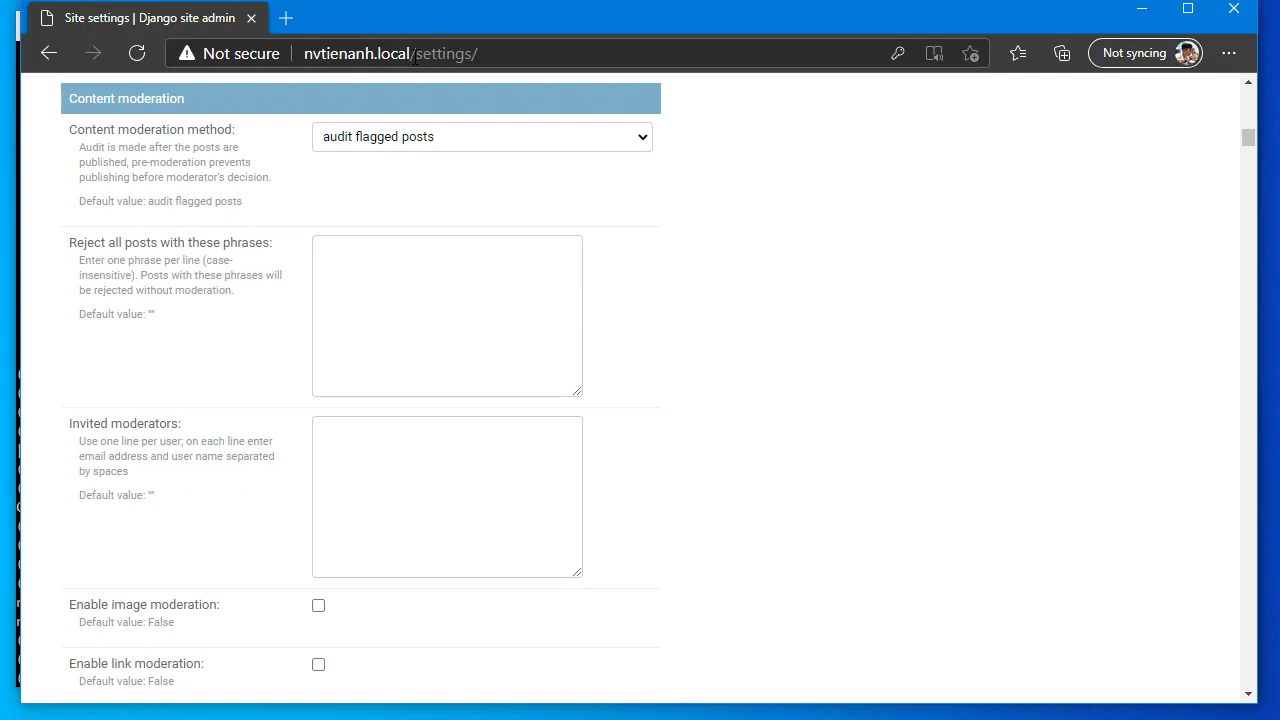 Site settings | Django site admin
Not secure
nvtienanh.local/settings/
Not syncing
Content moderation
Content moderation method:
audit flagged posts
Audit is made after the posts are
published, pre-moderation prevents
publishing before moderator's decision.
Default value: audit flagged posts
Reject all posts with these phrases:
Enter one phrase per line (case-
insensitive). Posts with these phrases will
be rejected without moderation.
Default value: ""
Invited moderators:
Use one line per user; on each line enter
email address and user name separated
by spaces
Default value: ""
Enable image moderation:
Default value: False
Enable link moderation:
Default value: False